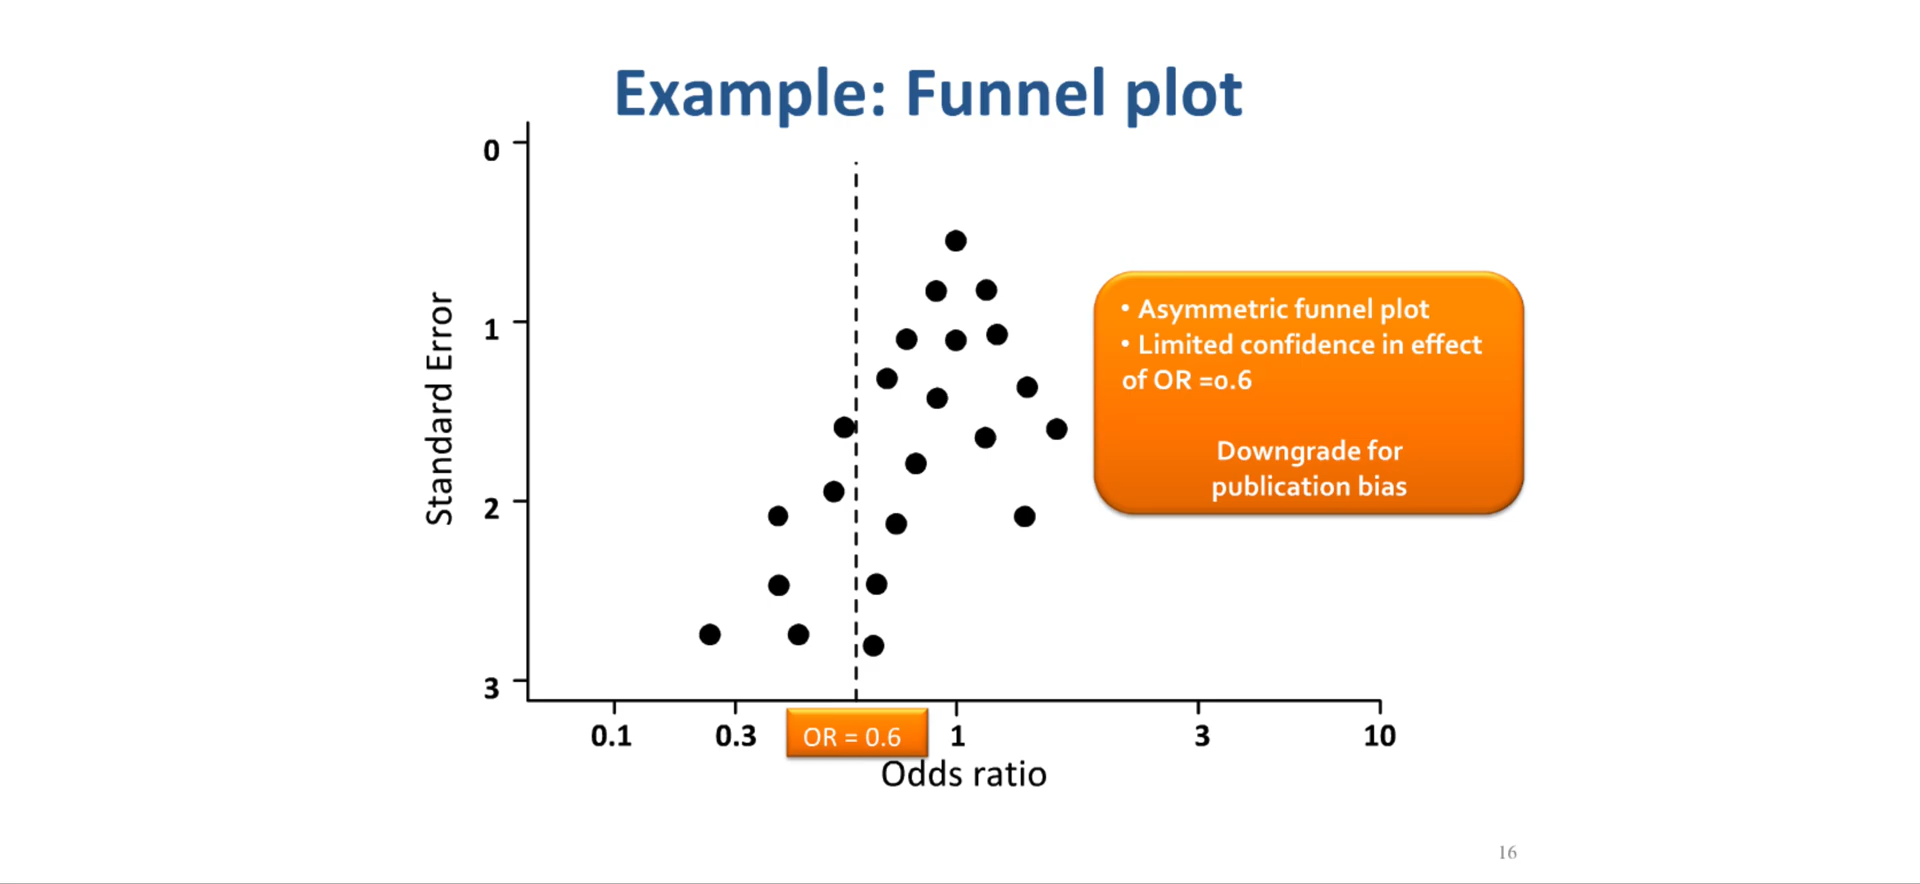 Example: Funnel plot
0
1
2
3
Standard Error
• Asymmetric funnel plot
• Limited confidence in effect
of OR =0.6
Downgrade for
publication bias
0.1
0.3
OR = 0.6
1
3
10
Odds ratio
16